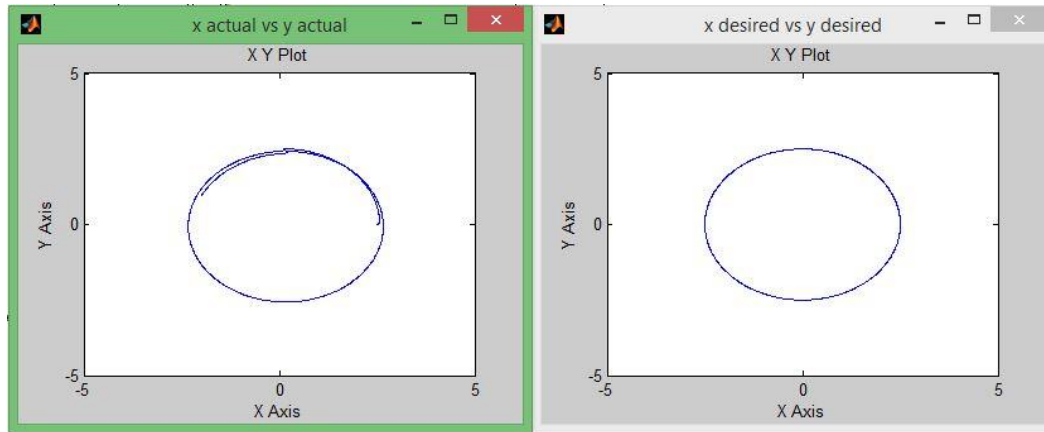 x actual vs y actual
X Y Plot
5
0
-5
Y Axis
-5 0 5
X Axis
x desired vs y desired
X Y Plot
5
0
-5
Y Axis
-5 0 5
X Axis